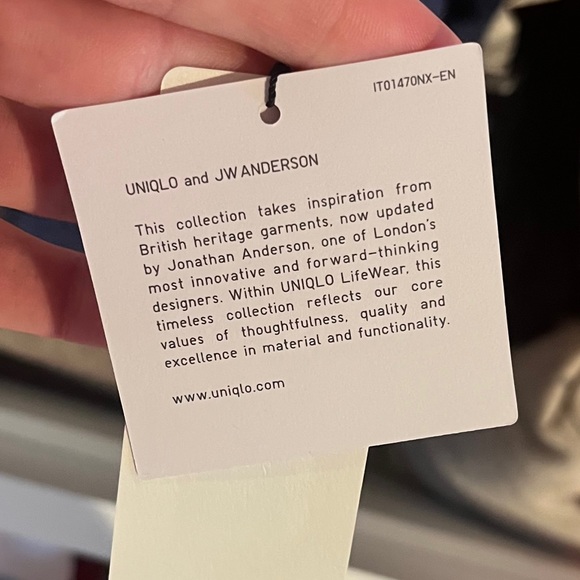 IT01470NX-EN
UNIQLO and JW ANDERSON
This collection takes inspiration from
British heritage garments, now updated
by Jonathan Anderson, one of London's
most innovative and forward-thinking
designers. Within UNIQLO LifeWear, this
timeless collection reflects our core
values of thoughtfulness, quality and
excellence in material and functionality.
www.uniqlo.com